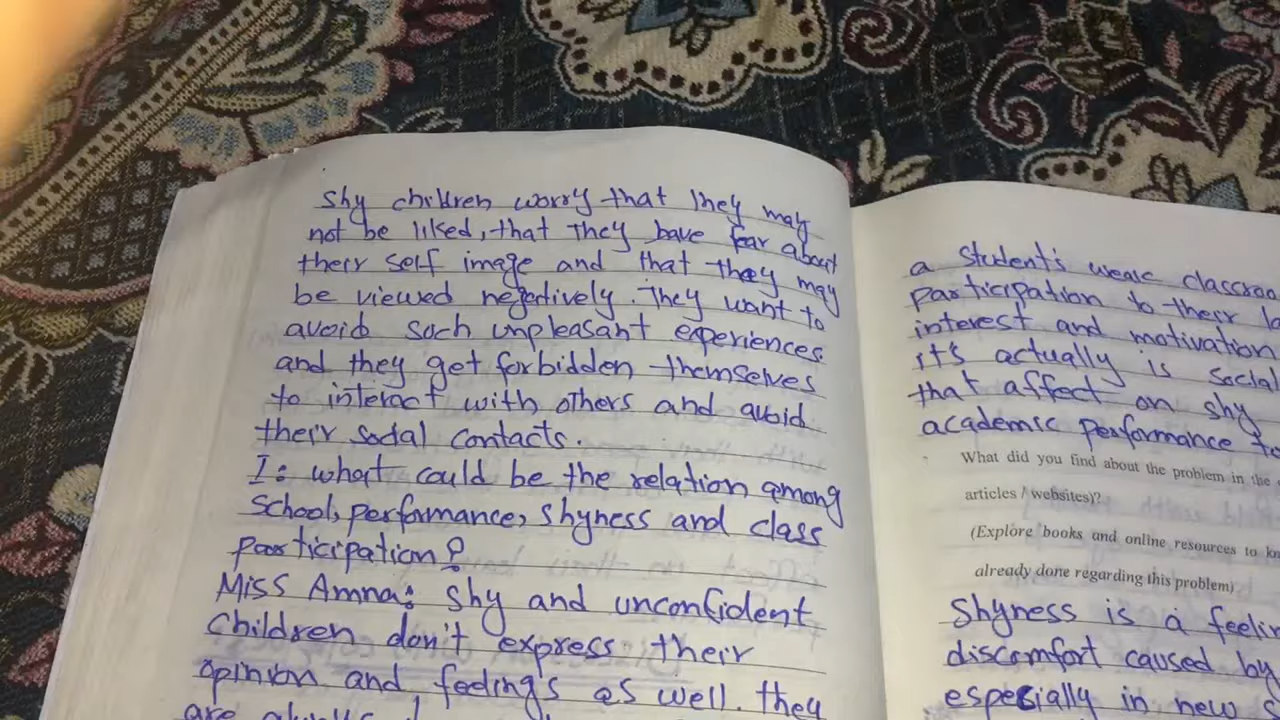 shy children worry that they may
not be liked, that they have fear about
their self image and that they may
be viewed negatively. They want to
avoid such unpleasant experiences
and they get forbidden themselves
to interact with others and avoid
their social contacts.
I: what could be the relation among
School, performance, shyness and class
participation?
Miss Amna: Shy and unconfident
Children don't express their
opinion and feelings as well. they
are
a student's weak
participation to their
interest and motivation
it's actually is social
that affect on shy
academic performance
What did you find about the problem in the
articles / websites)?
(Explore books and online resources to
already done regarding this problem)
Shyness is a
discomfort caused by
especially in new